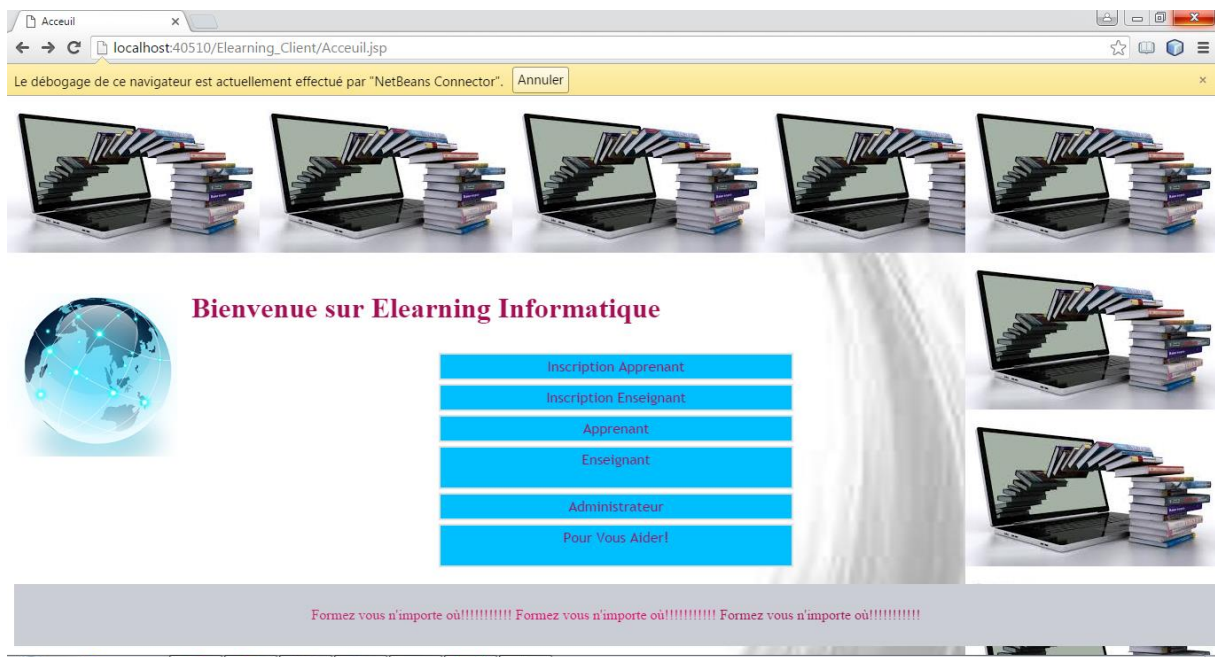 Acceuil
localhost:40510/Elearning_Client/Acceuil.jsp
Le débogage de ce navigateur est actuellement effectué par "NetBeans Connector". Annuler
Bienvenue sur Elearning Informatique
Inscription Apprenant
Inscription Enseignant
Apprenant
Enseignant
Administrateur
Pour Vous Aider!
Formez vous n'importe où!!!!!!!!!!! Formez vous n'importe où!!!!!!!!!!! Formez vous n'importe où!!!!!!!!!!!